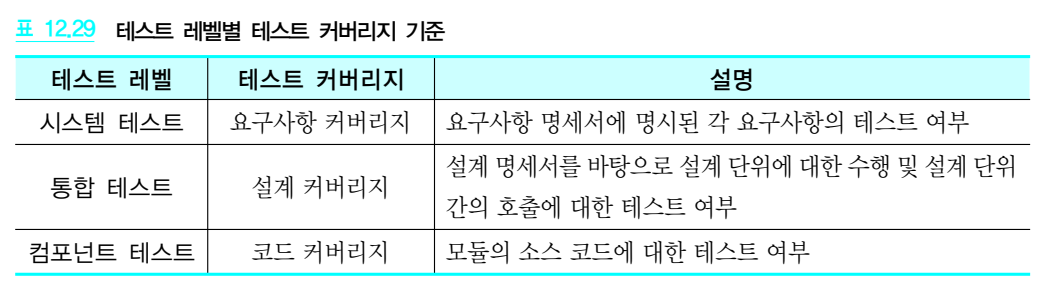 표 12.29 테스트 레벨별 테스트 커버리지 기준
테스트 레벨 테스트 커버리지 설명
시스템 테스트 요구사항 커버리지 요구사항 명세서에 명시된 각 요구사항의 테스트 여부
통합 테스트 설계 커버리지 설계 명세서를 바탕으로 설계 단위에 대한 수행 및 설계 단위
간의 호출에 대한 테스트 여부
컴포넌트 테스트 코드 커버리지 모듈의 소스 코드에 대한 테스트 여부